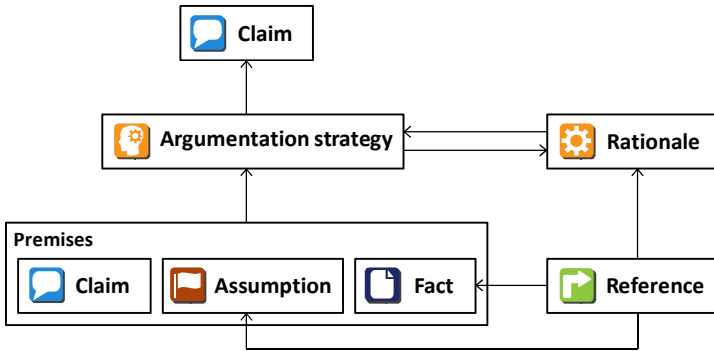 Claim
Argumentation strategy
Rationale
Premises
Claim
Assumption
Fact
Reference